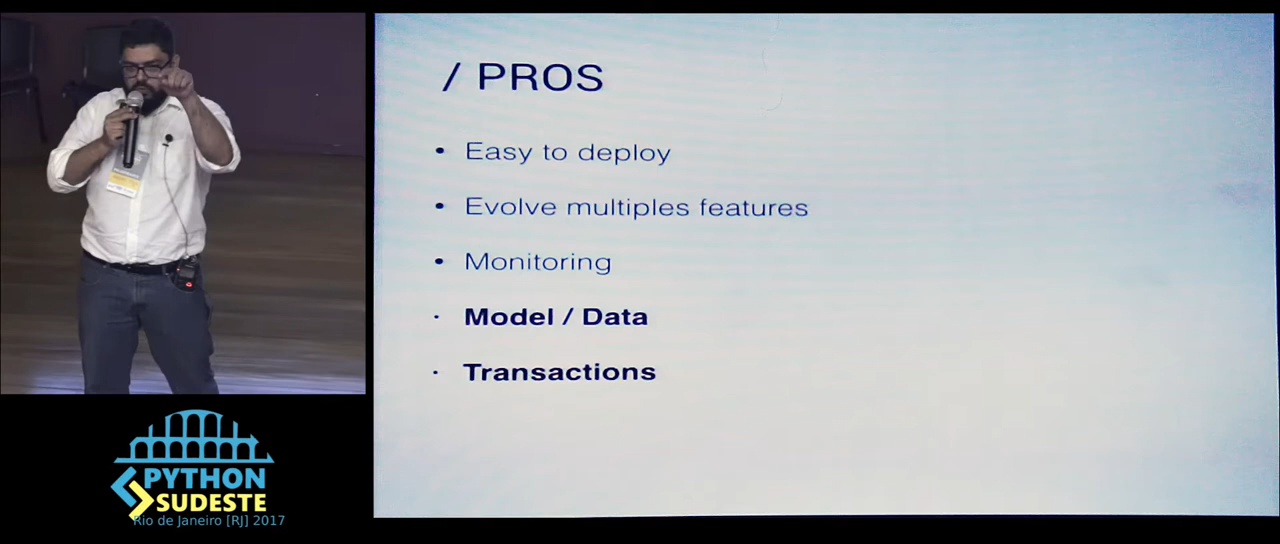 / PROS
• Easy to deploy
• Evolve multiples features
• Monitoring
· Model / Data
· Transactions
PYTHON
SUDESTE
Rio de Janeiro [RJ] 2017